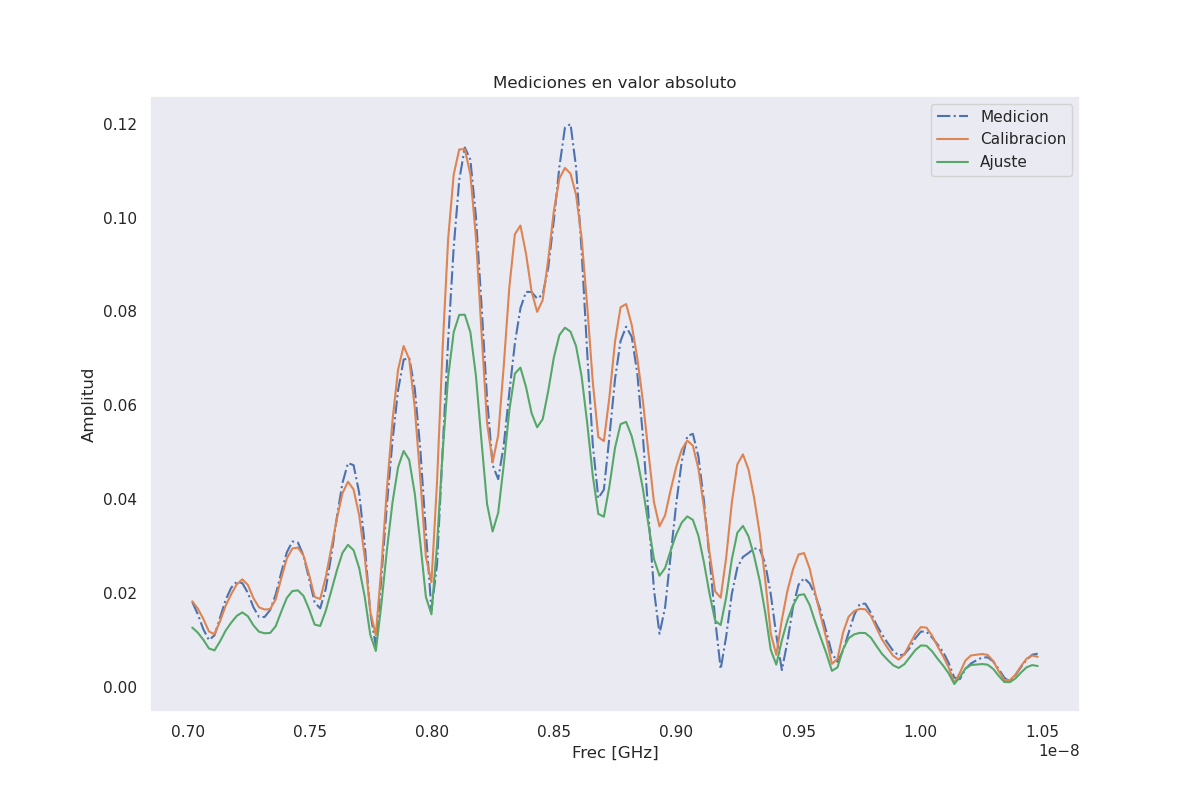 Mediciones en valor absoluto
Medicion
Calibracion
Ajuste
Amplitud
0.12
0.10
0.08
0.06
0.04
0.02
0.00
0.70 0.75 0.80 0.85 0.90 0.95 1.00 1.05
1e−8
Frec [GHz]